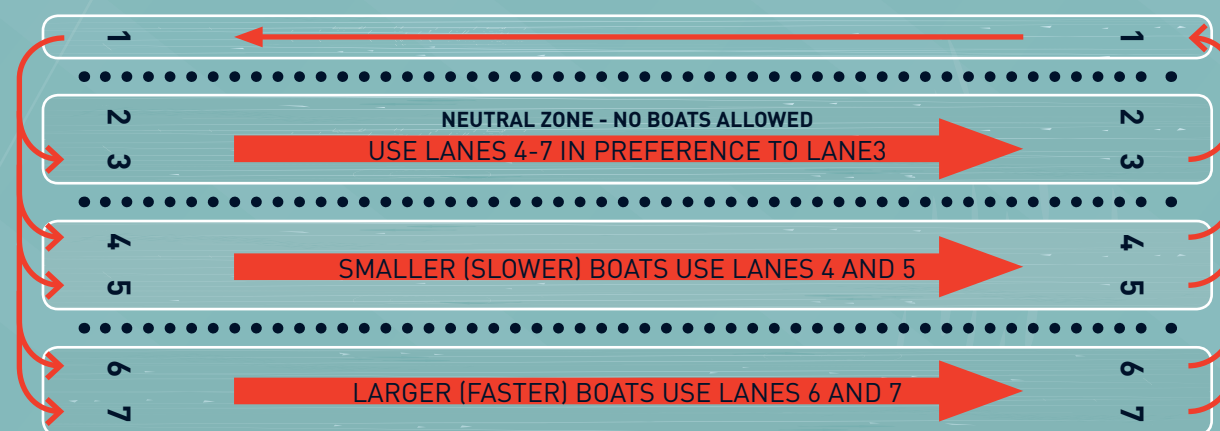 1 1
2 NEUTRAL ZONE - NO BOATS ALLOWED 2
3 USE LANES 4-7 IN PREFERENCE TO LANE3 3
4 4
SMALLER (SLOWER) BOATS USE LANES 4 AND 5
5 5
6 6
LARGER (FASTER) BOATS USE LANES 6 AND 7
7 7